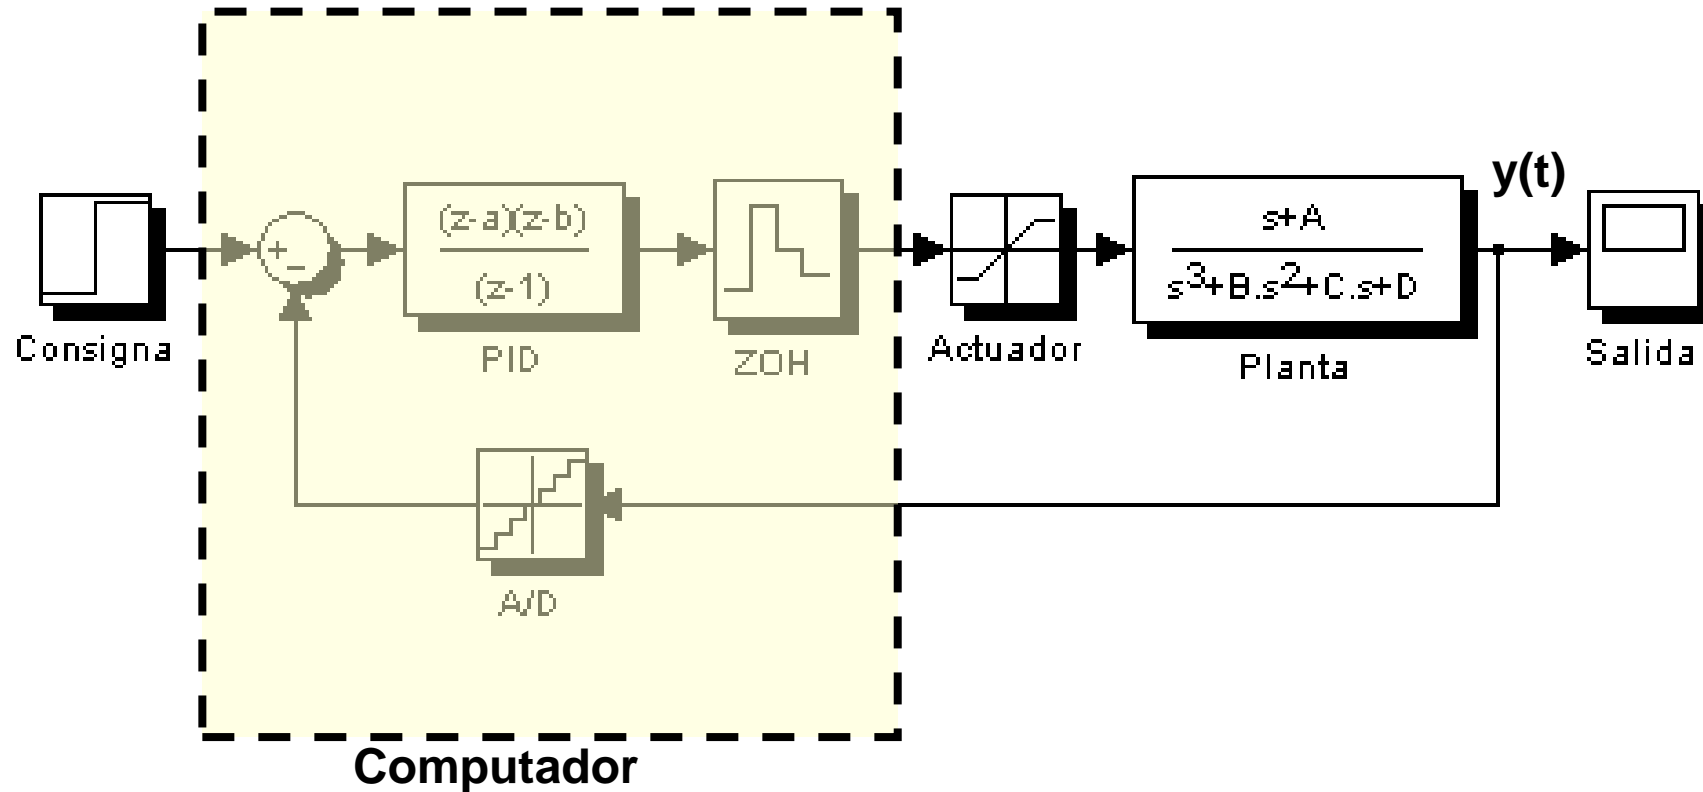 y(t)
+
−
(z-a)(z-b)
(z-1)
s+A
s³+B.s²+C.s+D
Consigna
PID
ZOH
Actuador
Planta
Salida
A/D
Computador